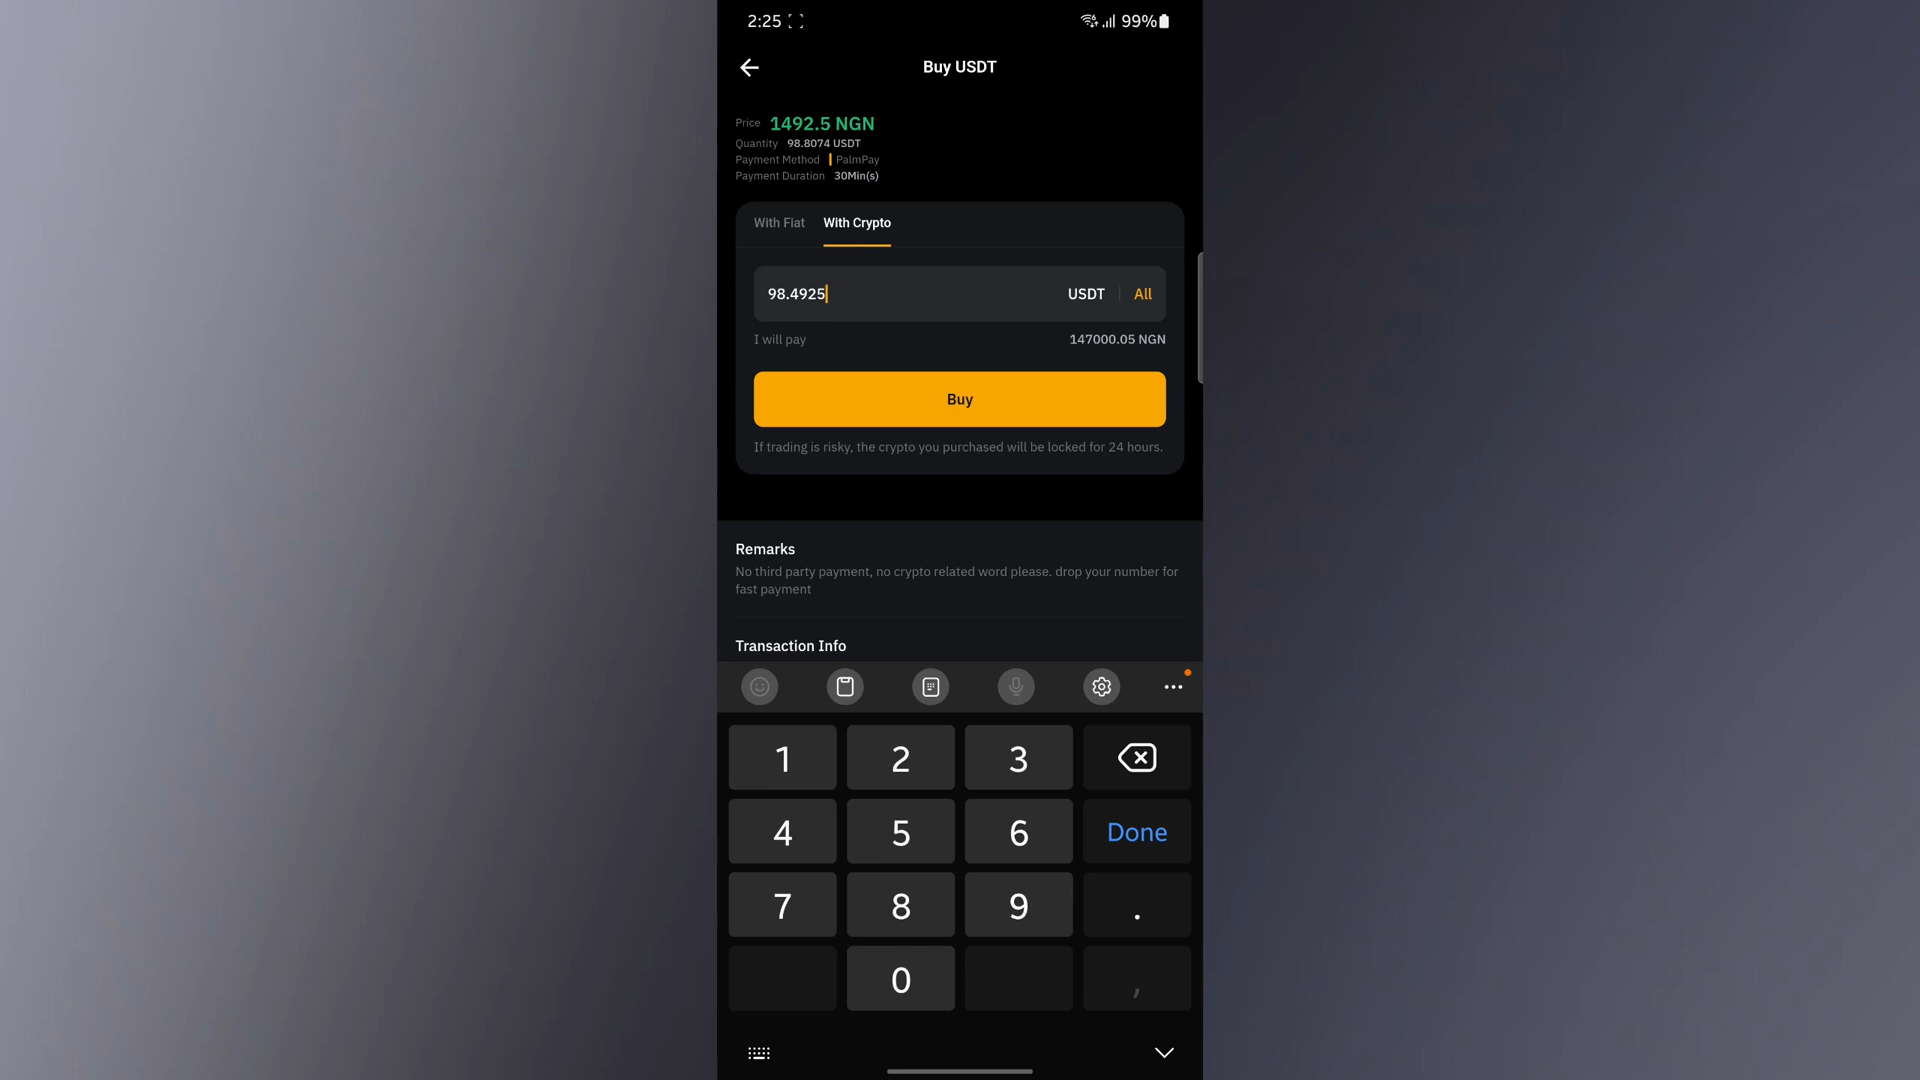 2:25 99%
Buy USDT
Price 1492.5 NGN
Quantity 98.8074 USDT
Payment Method PalmPay
Payment Duration 30Min(s)
With Fiat With Crypto
98.4925 USDT All
I will pay 147000.05 NGN
Buy
If trading is risky, the crypto you purchased will be locked for 24 hours.
Remarks
No third party payment, no crypto related word please. drop your number for
fast payment
Transaction Info
1 2 3
4 5 6 Done
7 8 9 .
0 ,